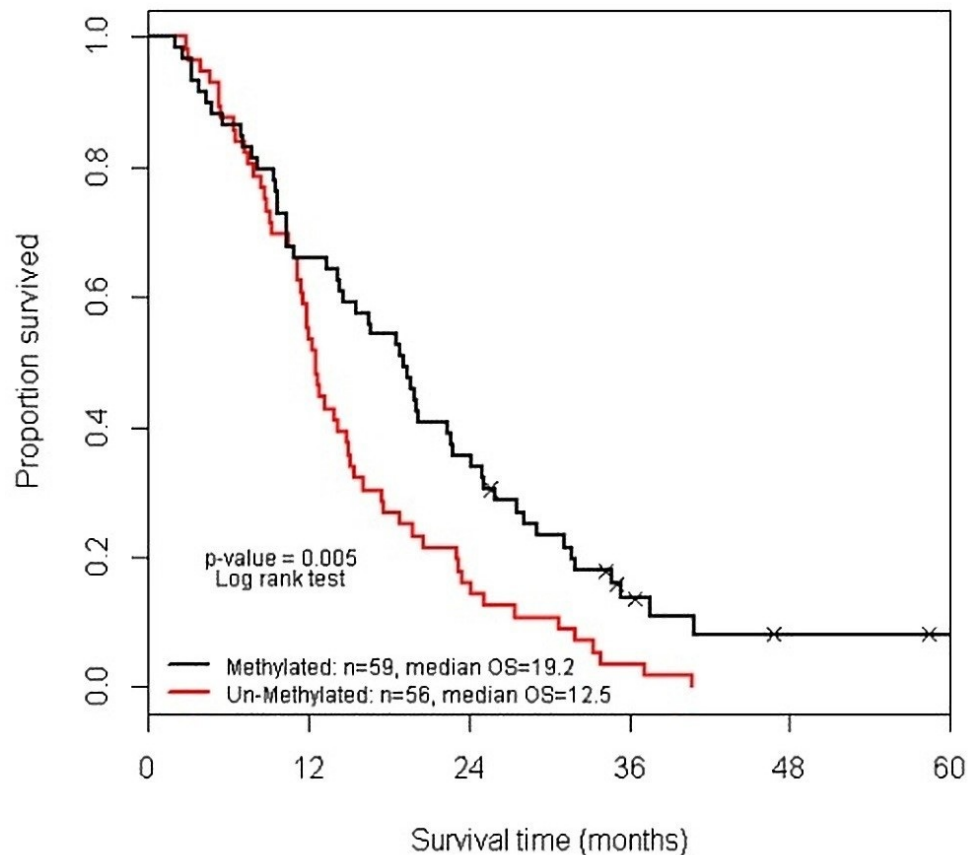 1.0
0.8
0.6
0.4
0.2
0.0
Proportion survived
p-value = 0.005
Log rank test
Methylated: n=59, median OS=19.2
Un-Methylated: n=56, median OS=12.5
0 12 24 36 48 60
Survival time (months)